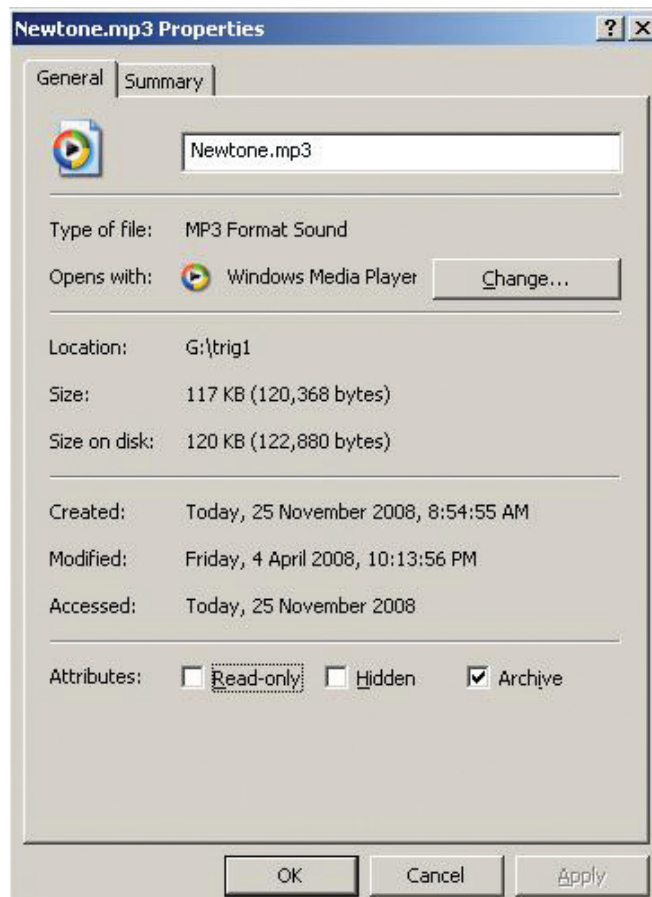 Newtone.mp3 Properties
General Summary
Newtone.mp3
Type of file: MP3 Format Sound
Opens with: Windows Media Player Change...
Location: G:\trig1
Size: 117 KB (120,368 bytes)
Size on disk: 120 KB (122,880 bytes)
Created: Today, 25 November 2008, 8:54:55 AM
Modified: Friday, 4 April 2008, 10:13:56 PM
Accessed: Today, 25 November 2008
Attributes: Read-only Hidden Archive
OK Cancel Apply